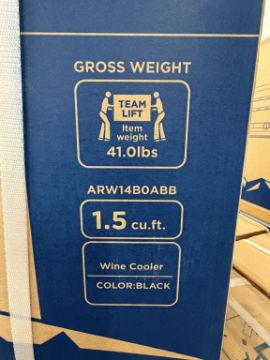 GROSS WEIGHT
TEAM
LIFT
Item
weight
41.0lbs
ARW14B0ABB
1.5 cu.ft.
Wine Cooler
COLOR:BLACK